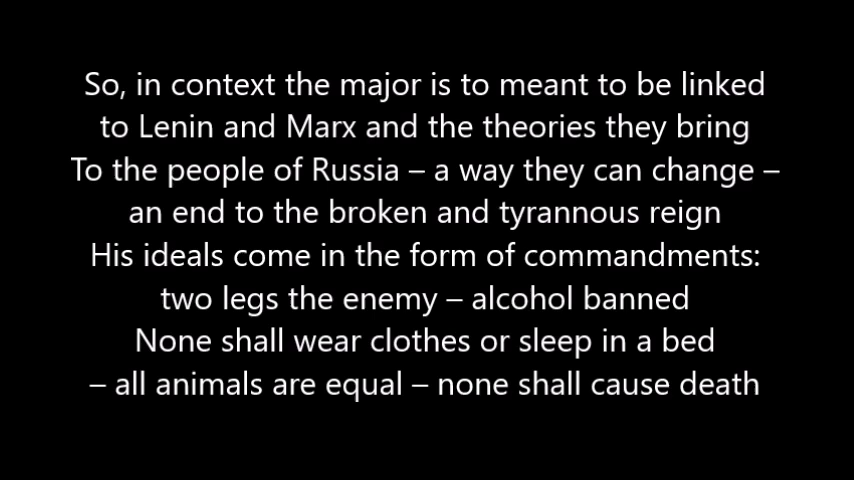 So, in context the major is to meant to be linked
to Lenin and Marx and the theories they bring
To the people of Russia – a way they can change –
an end to the broken and tyrannous reign
His ideals come in the form of commandments:
two legs the enemy – alcohol banned
None shall wear clothes or sleep in a bed
– all animals are equal – none shall cause death